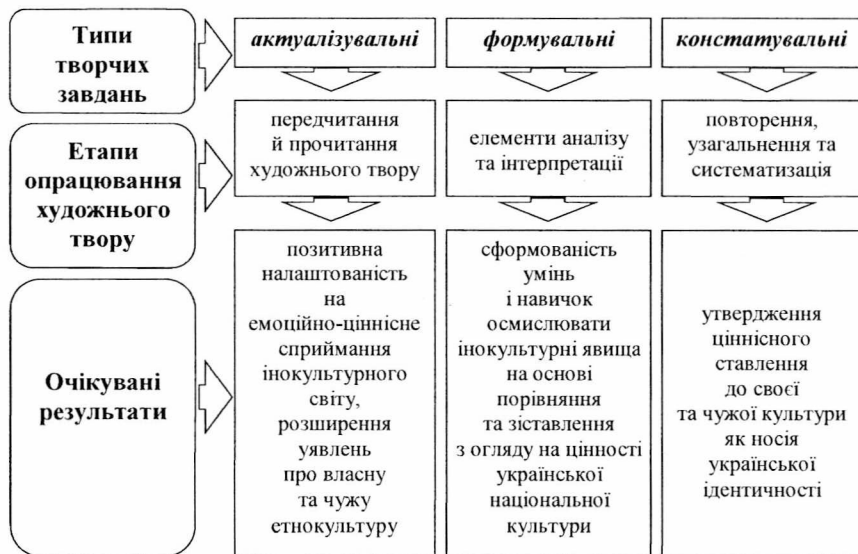 Типи
творчих
завдань
актуалізувальні
формувальні
констатувальні
Етапи
опрацювання
художнього
твору
передчитання
й прочитання
художнього твору
елементи аналізу
та інтерпретації
повторення,
узагальнення та
систематизація
Очікувані
результати
позитивна
налаштованість
на
емоційно-ціннісне
сприймання
інокультурного
світу,
розширення
уявлень
про власну
та чужу
етнокультуру
сформованість
умінь
і навичок
осмислювати
інокультурні явища
на основі
порівняння
та зіставлення
з огляду на цінності
української
національної
культури
утвердження
ціннісного
ставлення
до своєї
та чужої культури
як носія
української
ідентичності